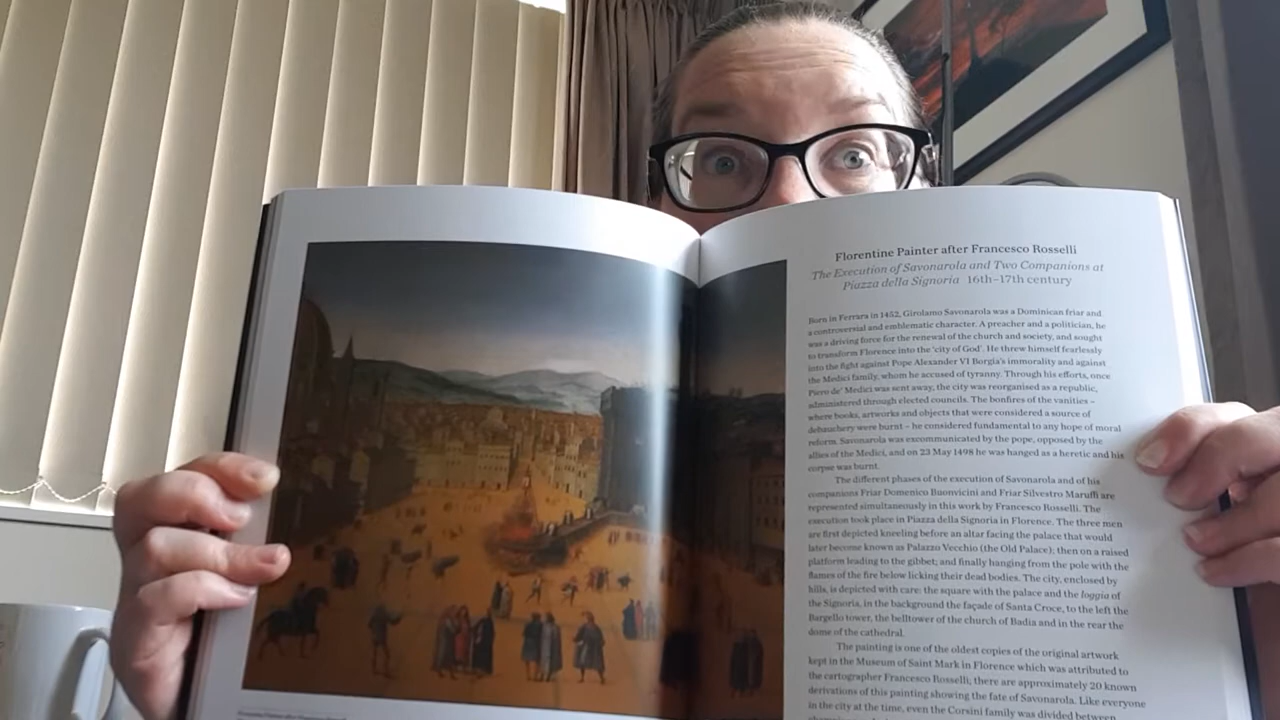 Florentine Painter after Francesco Rosselli
The Execution of Savonarola and Two Companions at
Piazza della Signoria 16th–17th century
Born in Ferrara in 1452, Girolamo Savonarola was a Dominican friar and
a controversial and emblematic character. A preacher and a politician, he
was a driving force for the renewal of the church and society, and sought
to transform Florence into the 'city of God'. He threw himself fearlessly
into the fight against Pope Alexander VI Borgia's immorality and against
the Medici family, whom he accused of tyranny. Through his efforts, once
Piero de' Medici was sent away, the city was reorganised as a republic,
administered through elected councils. The bonfires of the vanities –
where books, artworks and objects that were considered a source of
debauchery were burnt – he considered fundamental to any hope of moral
reform. Savonarola was excommunicated by the pope, opposed by the
allies of the Medici, and on 23 May 1498 he was hanged as a heretic and his
corpse was burnt.
The different phases of the execution of Savonarola and of his
companions Friar Domenico Buonvicini and Friar Silvestro Maruffi are
represented simultaneously in this work by Francesco Rosselli. The
execution took place in Piazza della Signoria in Florence. The three men
are first depicted kneeling before an altar facing the palace that would
later become known as Palazzo Vecchio (the Old Palace); then on a raised
platform leading to the gibbet; and finally hanging from the pole with the
flames of the fire below licking their dead bodies. The city, enclosed by
hills, is depicted with care: the square with the palace and the loggia of
the Signoria, in the background the façade of Santa Croce, to the left the
Bargello tower, the belltower of the church of Badia and in the rear the
dome of the cathedral.
The painting is one of the oldest copies of the original artwork
kept in the Museum of Saint Mark in Florence which was attributed to
the cartographer Francesco Rosselli; there are approximately 20 known
derivations of this painting showing the fate of Savonarola. Like everyone
in the city at the time, even the Corsini family was divided between